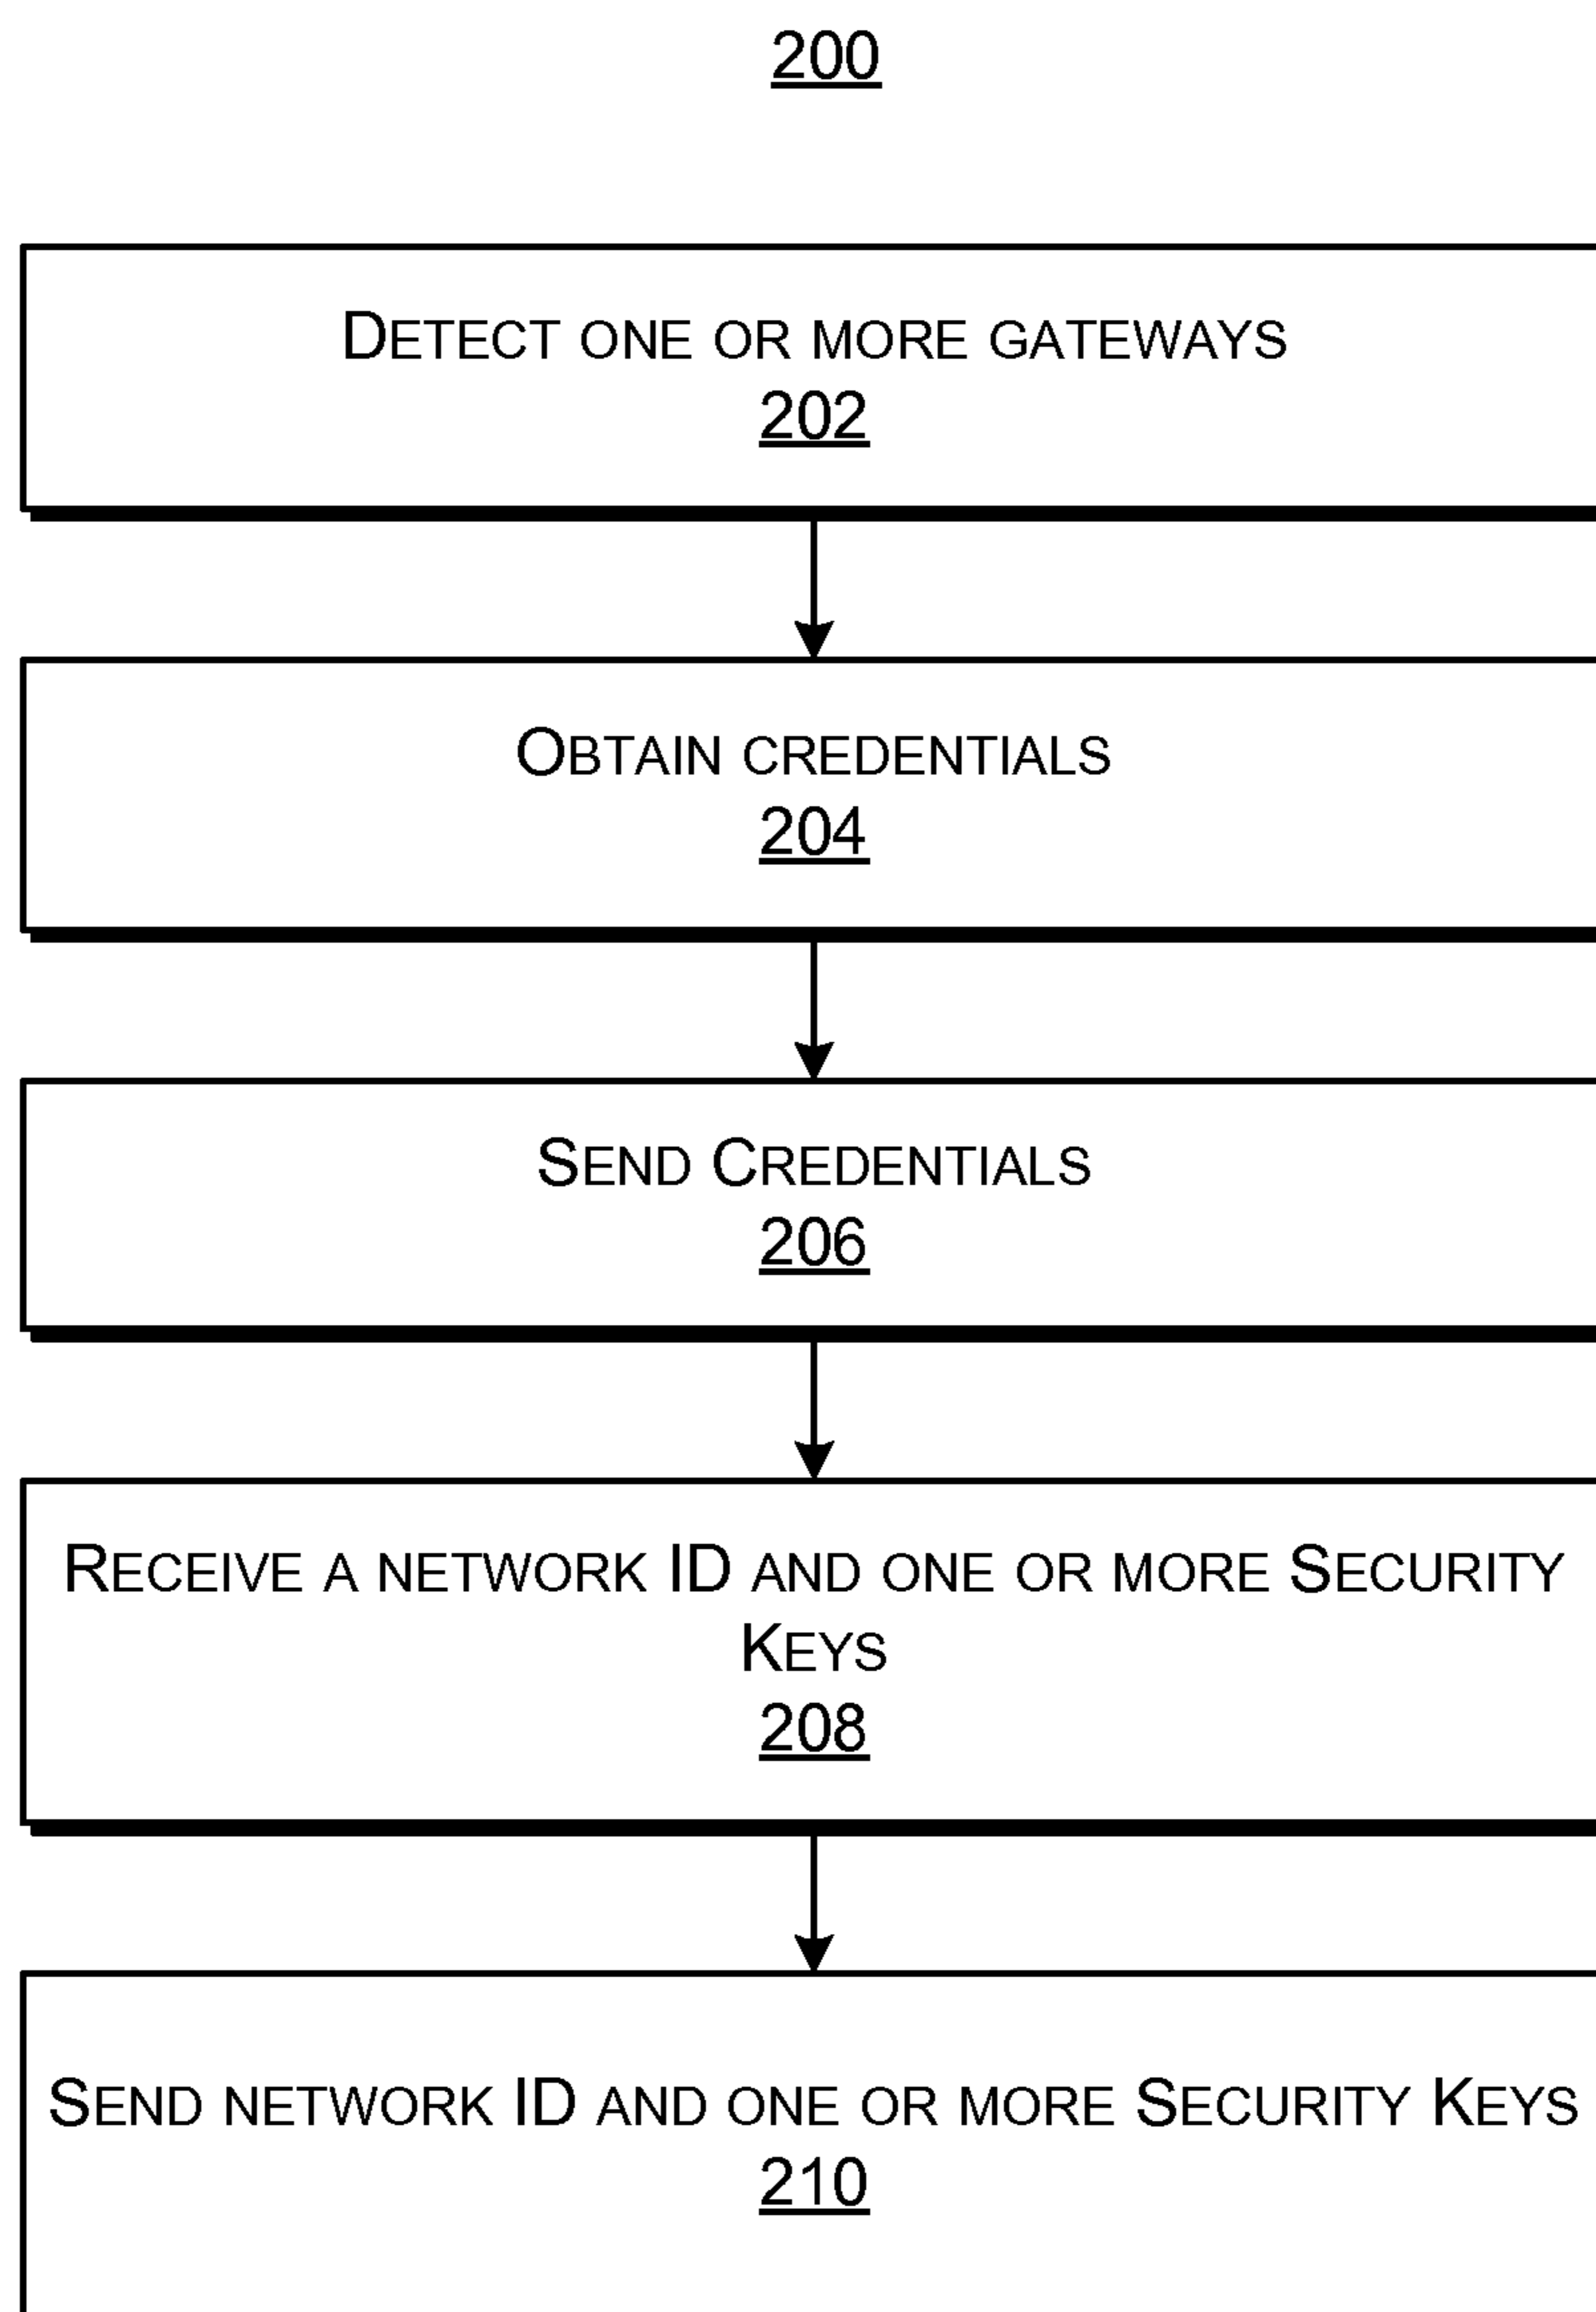 200
DETECT ONE OR MORE GATEWAYS
202
OBTAIN CREDENTIALS
204
SEND CREDENTIALS
206
RECEIVE A NETWORK ID AND ONE OR MORE SECURITY
KEYS
208
SEND NETWORK ID AND ONE OR MORE SECURITY KEYS
210